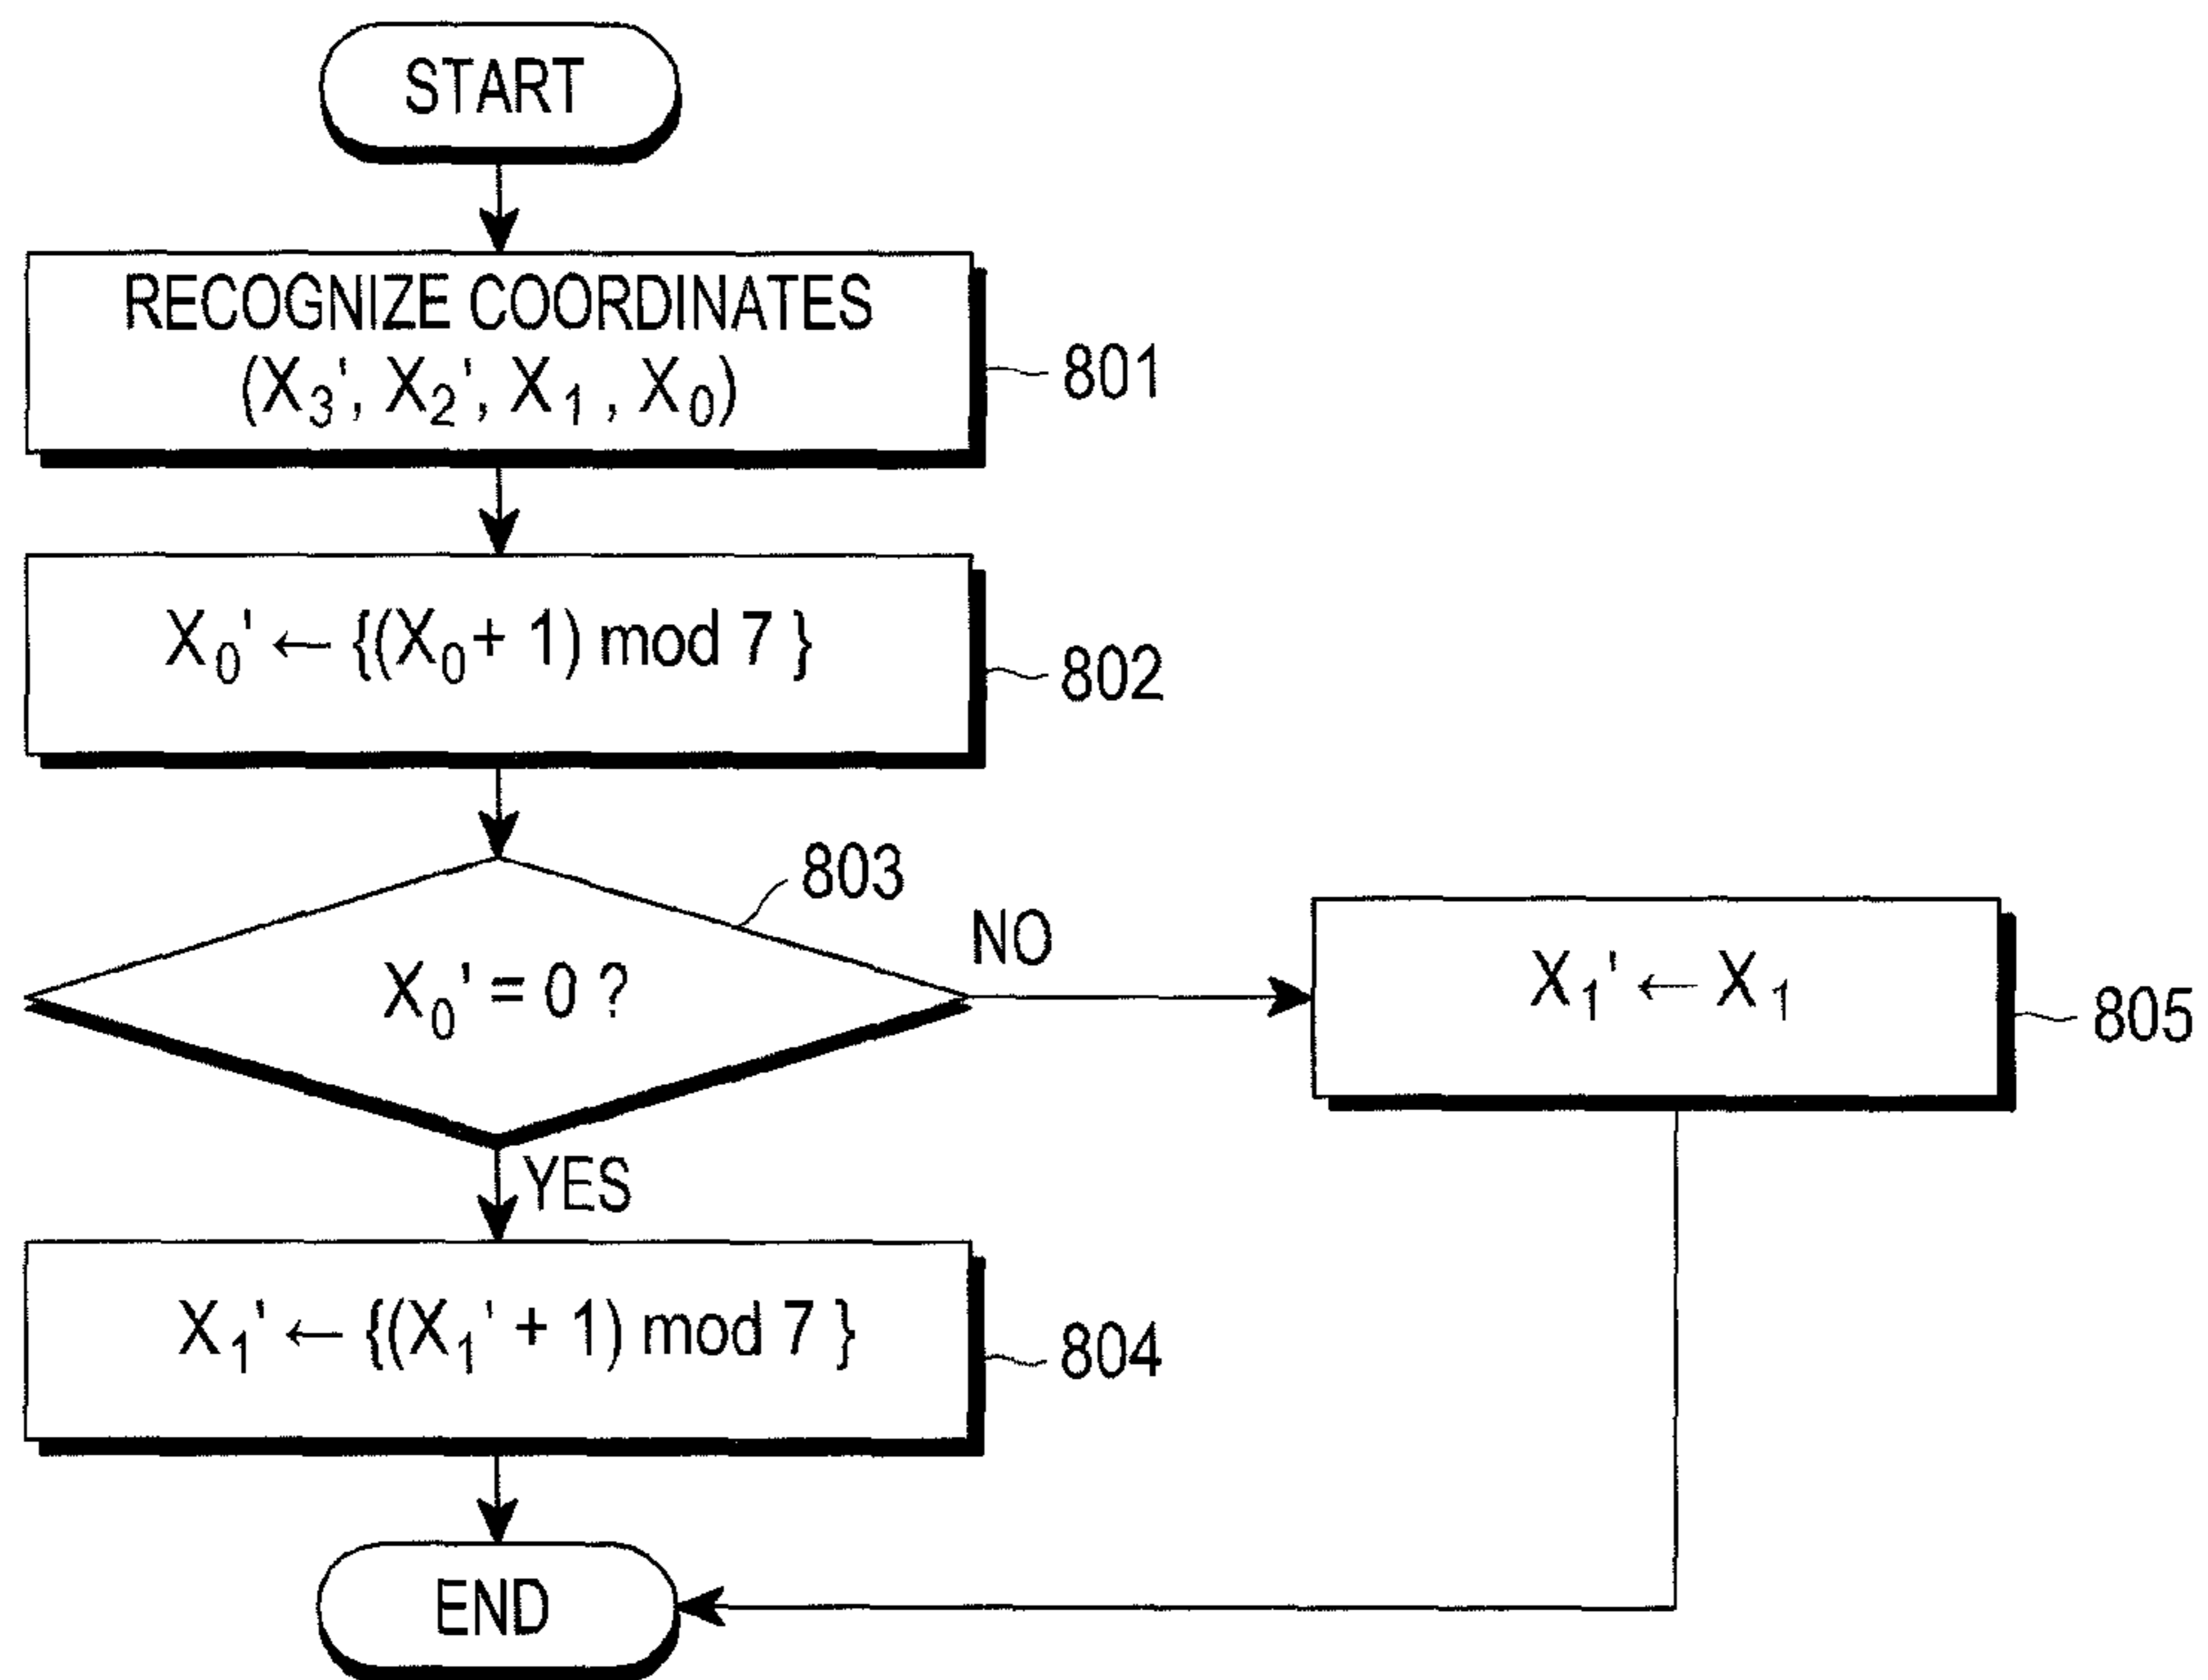 START
RECOGNIZE COORDINATES
(X₃', X₂', X₁ , X₀)
801
X₀' ← {(X₀+ 1) mod 7 }
802
803
X₀' = 0 ?
NO
X₁' ← X₁
805
YES
X₁' ← {(X₁' + 1) mod 7 }
804
END